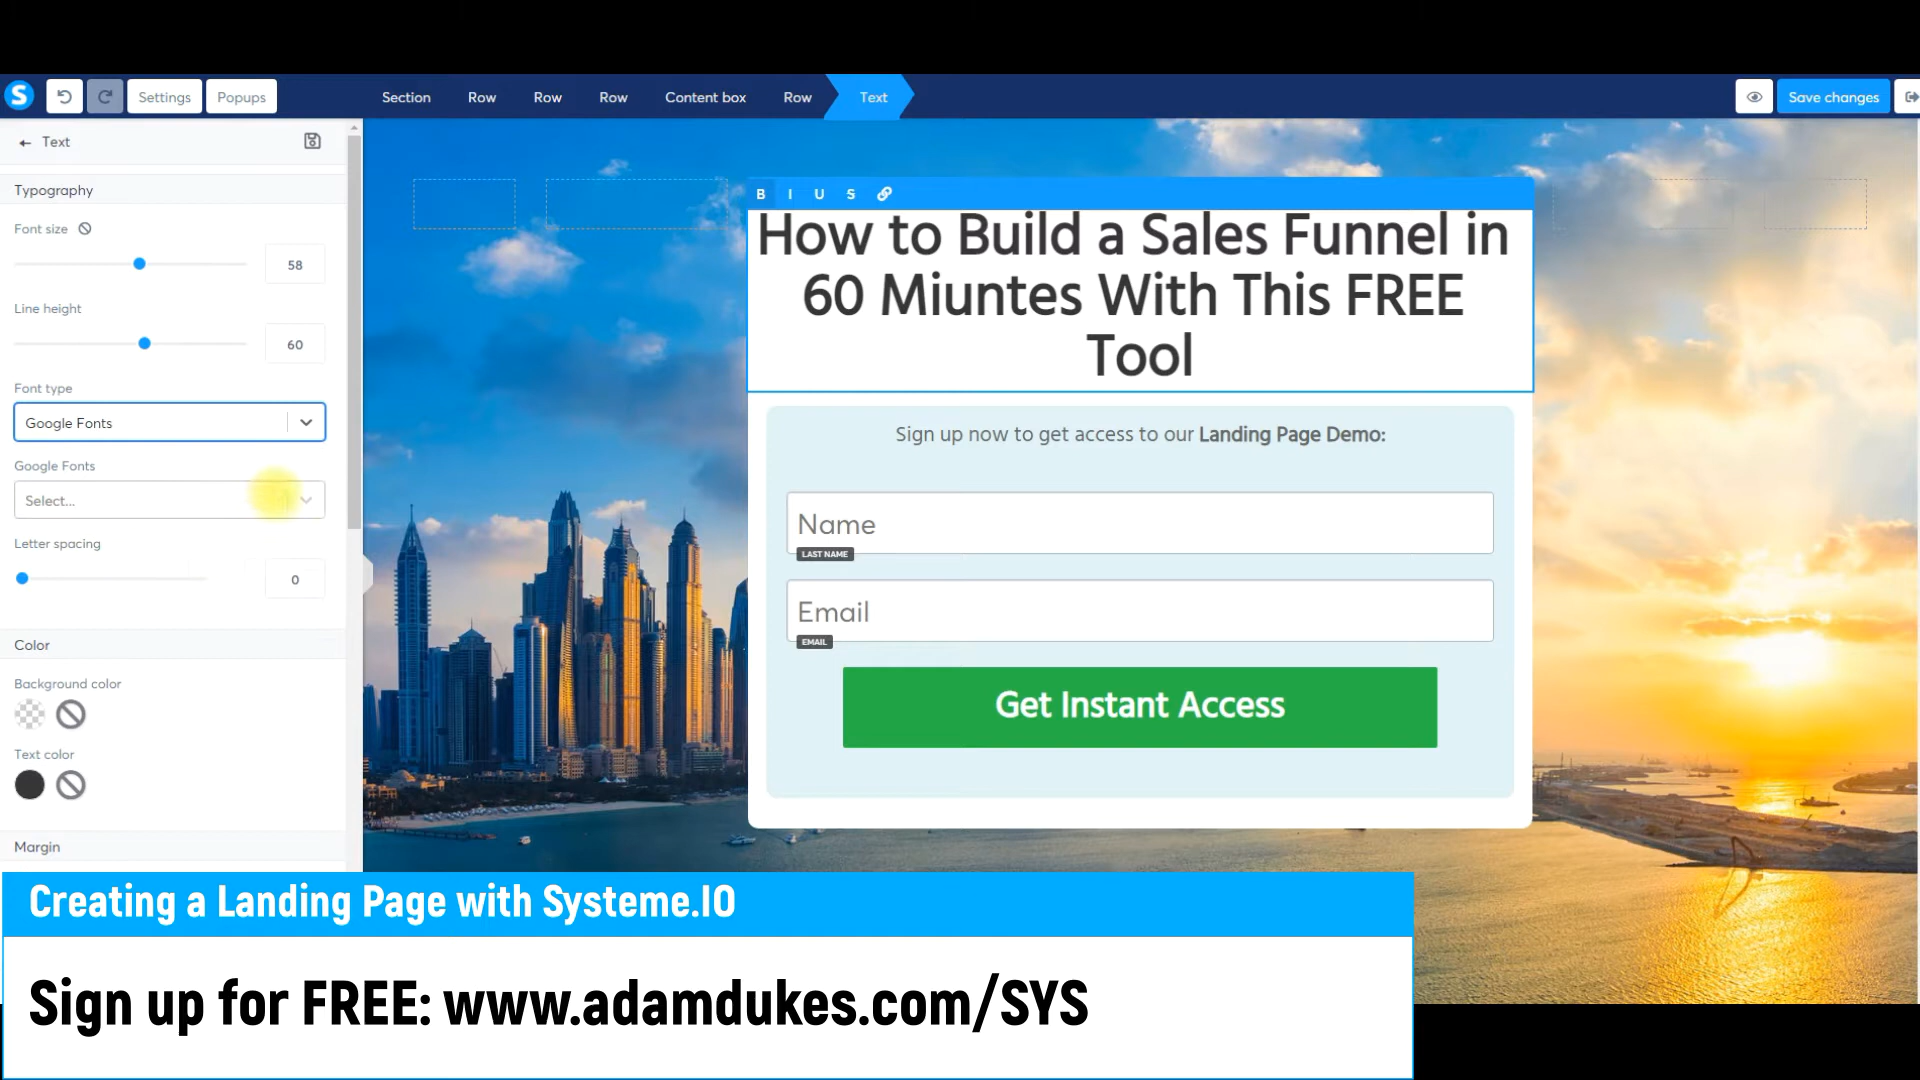 S
Settings
Popups
Section
Row
Row
Row
Content box
Row
Text
Save changes
Text
Typography
Font size
58
Line height
60
Font type
Google Fonts
Google Fonts
Select...
Letter spacing
0
Color
Background color
Text color
Margin
B I U S
How to Build a Sales Funnel in
60 Miuntes With This FREE
Tool
Sign up now to get access to our Landing Page Demo:
Name
LAST NAME
Email
EMAIL
Get Instant Access
Creating a Landing Page with Systeme.IO
Sign up for FREE: www.adamdukes.com/SYS